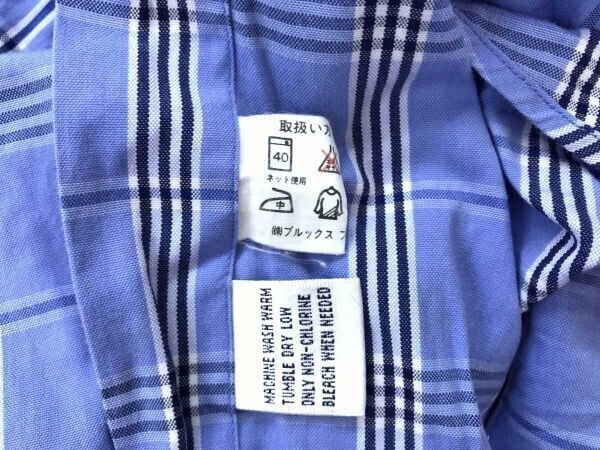 取扱い
40
ネット使用
中
㈱ブルックス
MACHINE WASH WARM
TUMBLE DRY LOW
ONLY NON-CHLORINE
BLEACH WHEN NEEDED